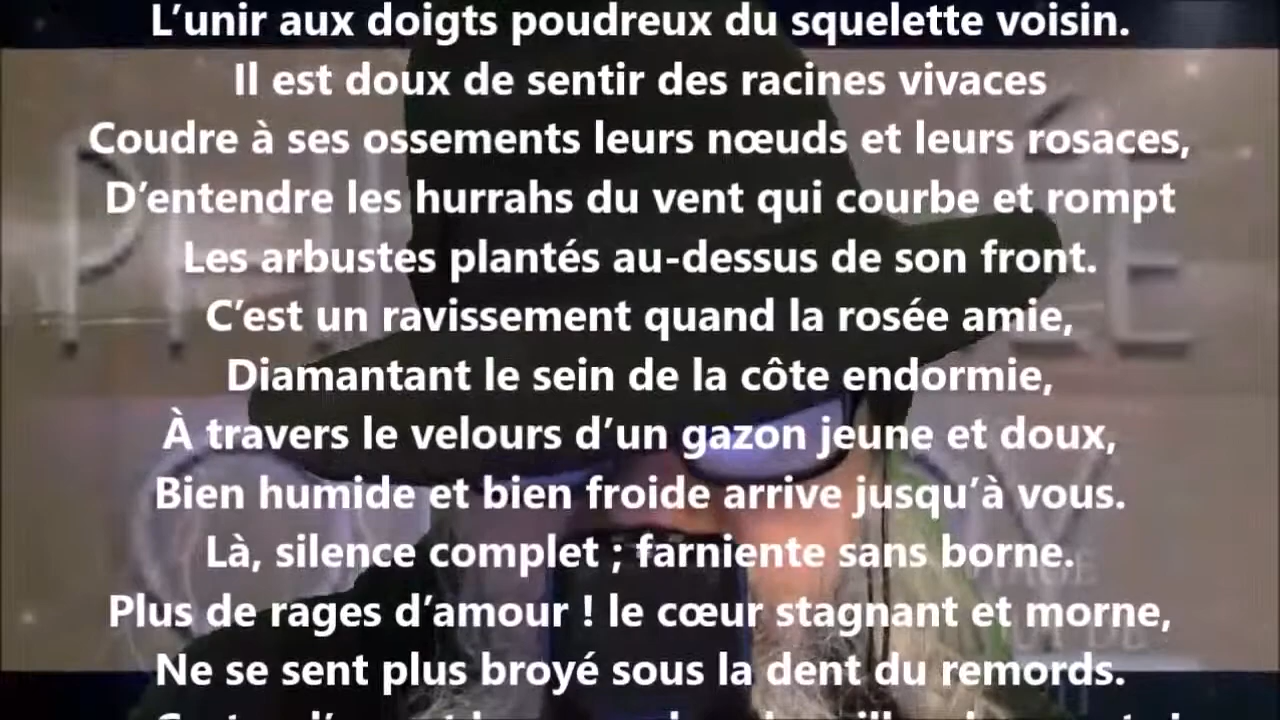 L’unir aux doigts poudreux du squelette voisin.
Il est doux de sentir des racines vivaces
Coudre à ses ossements leurs nœuds et leurs rosaces,
D’entendre les hurrahs du vent qui courbe et rompt
Les arbustes plantés au-dessus de son front.
C’est un ravissement quand la rosée amie,
Diamantant le sein de la côte endormie,
À travers le velours d’un gazon jeune et doux,
Bien humide et bien froide arrive jusqu’à vous.
Là, silence complet ; farniente sans borne.
Plus de rages d’amour ! le cœur stagnant et morne,
Ne se sent plus broyé sous la dent du remords.